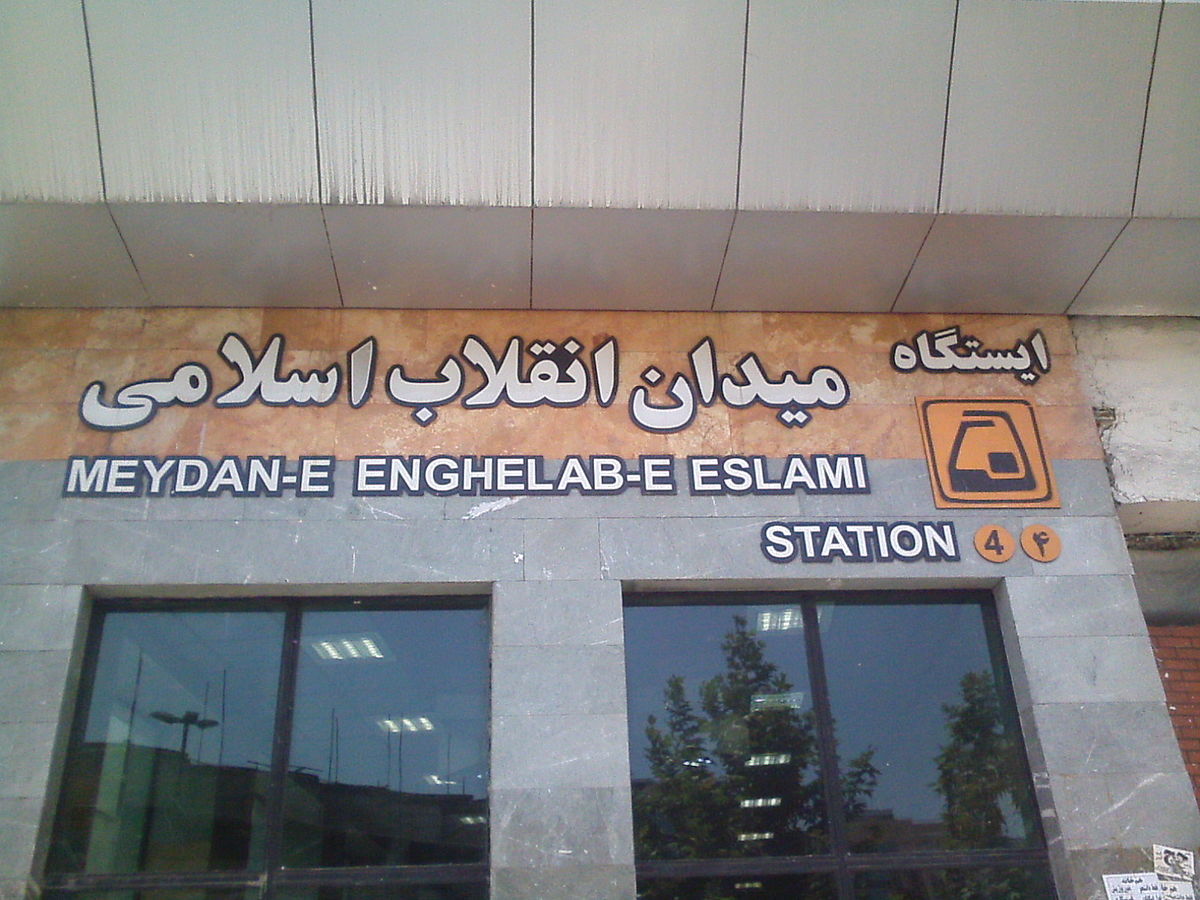 ایستگاه
میدان انقلاب اسلامی
MEYDAN-E ENGHELAB-E ESLAMI
STATION 4 ۴